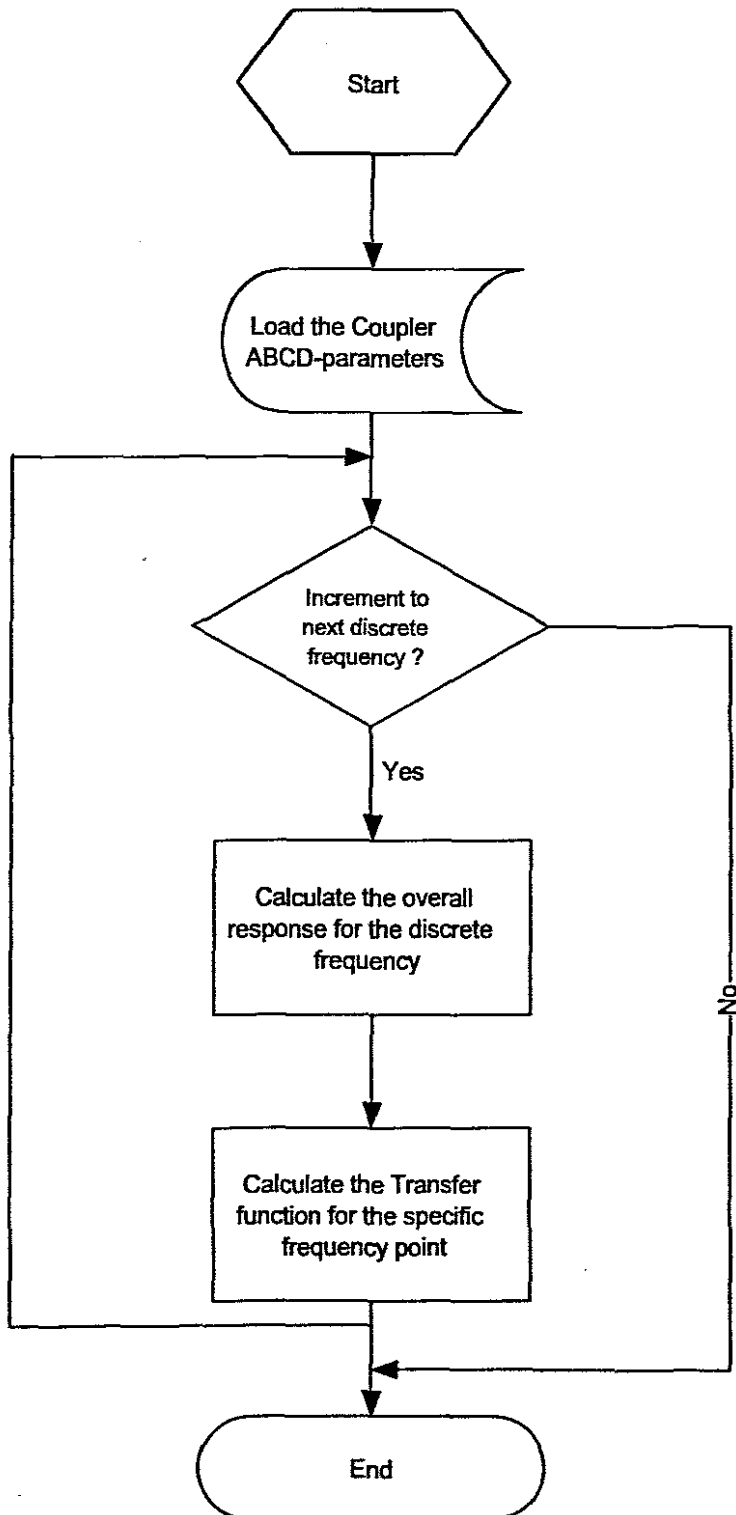 Start
Load the Coupler
ABCD-parameters
Increment to
next discrete
frequency ?
Yes
Calculate the overall
response for the discrete
frequency
No
Calculate the Transfer
function for the specific
frequency point
End